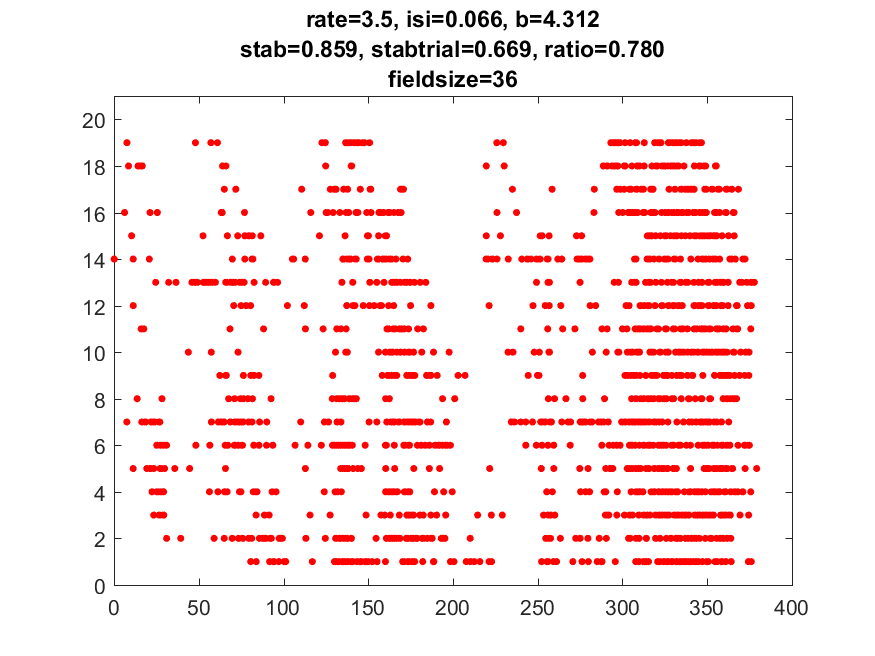 rate=3.5, isi=0.066, b=4.312
stab=0.859, stabtrial=0.669, ratio=0.780
fieldsize=36
20
18
16
14
12
10
8
6
4
2
0
0 50 100 150 200 250 300 350 400